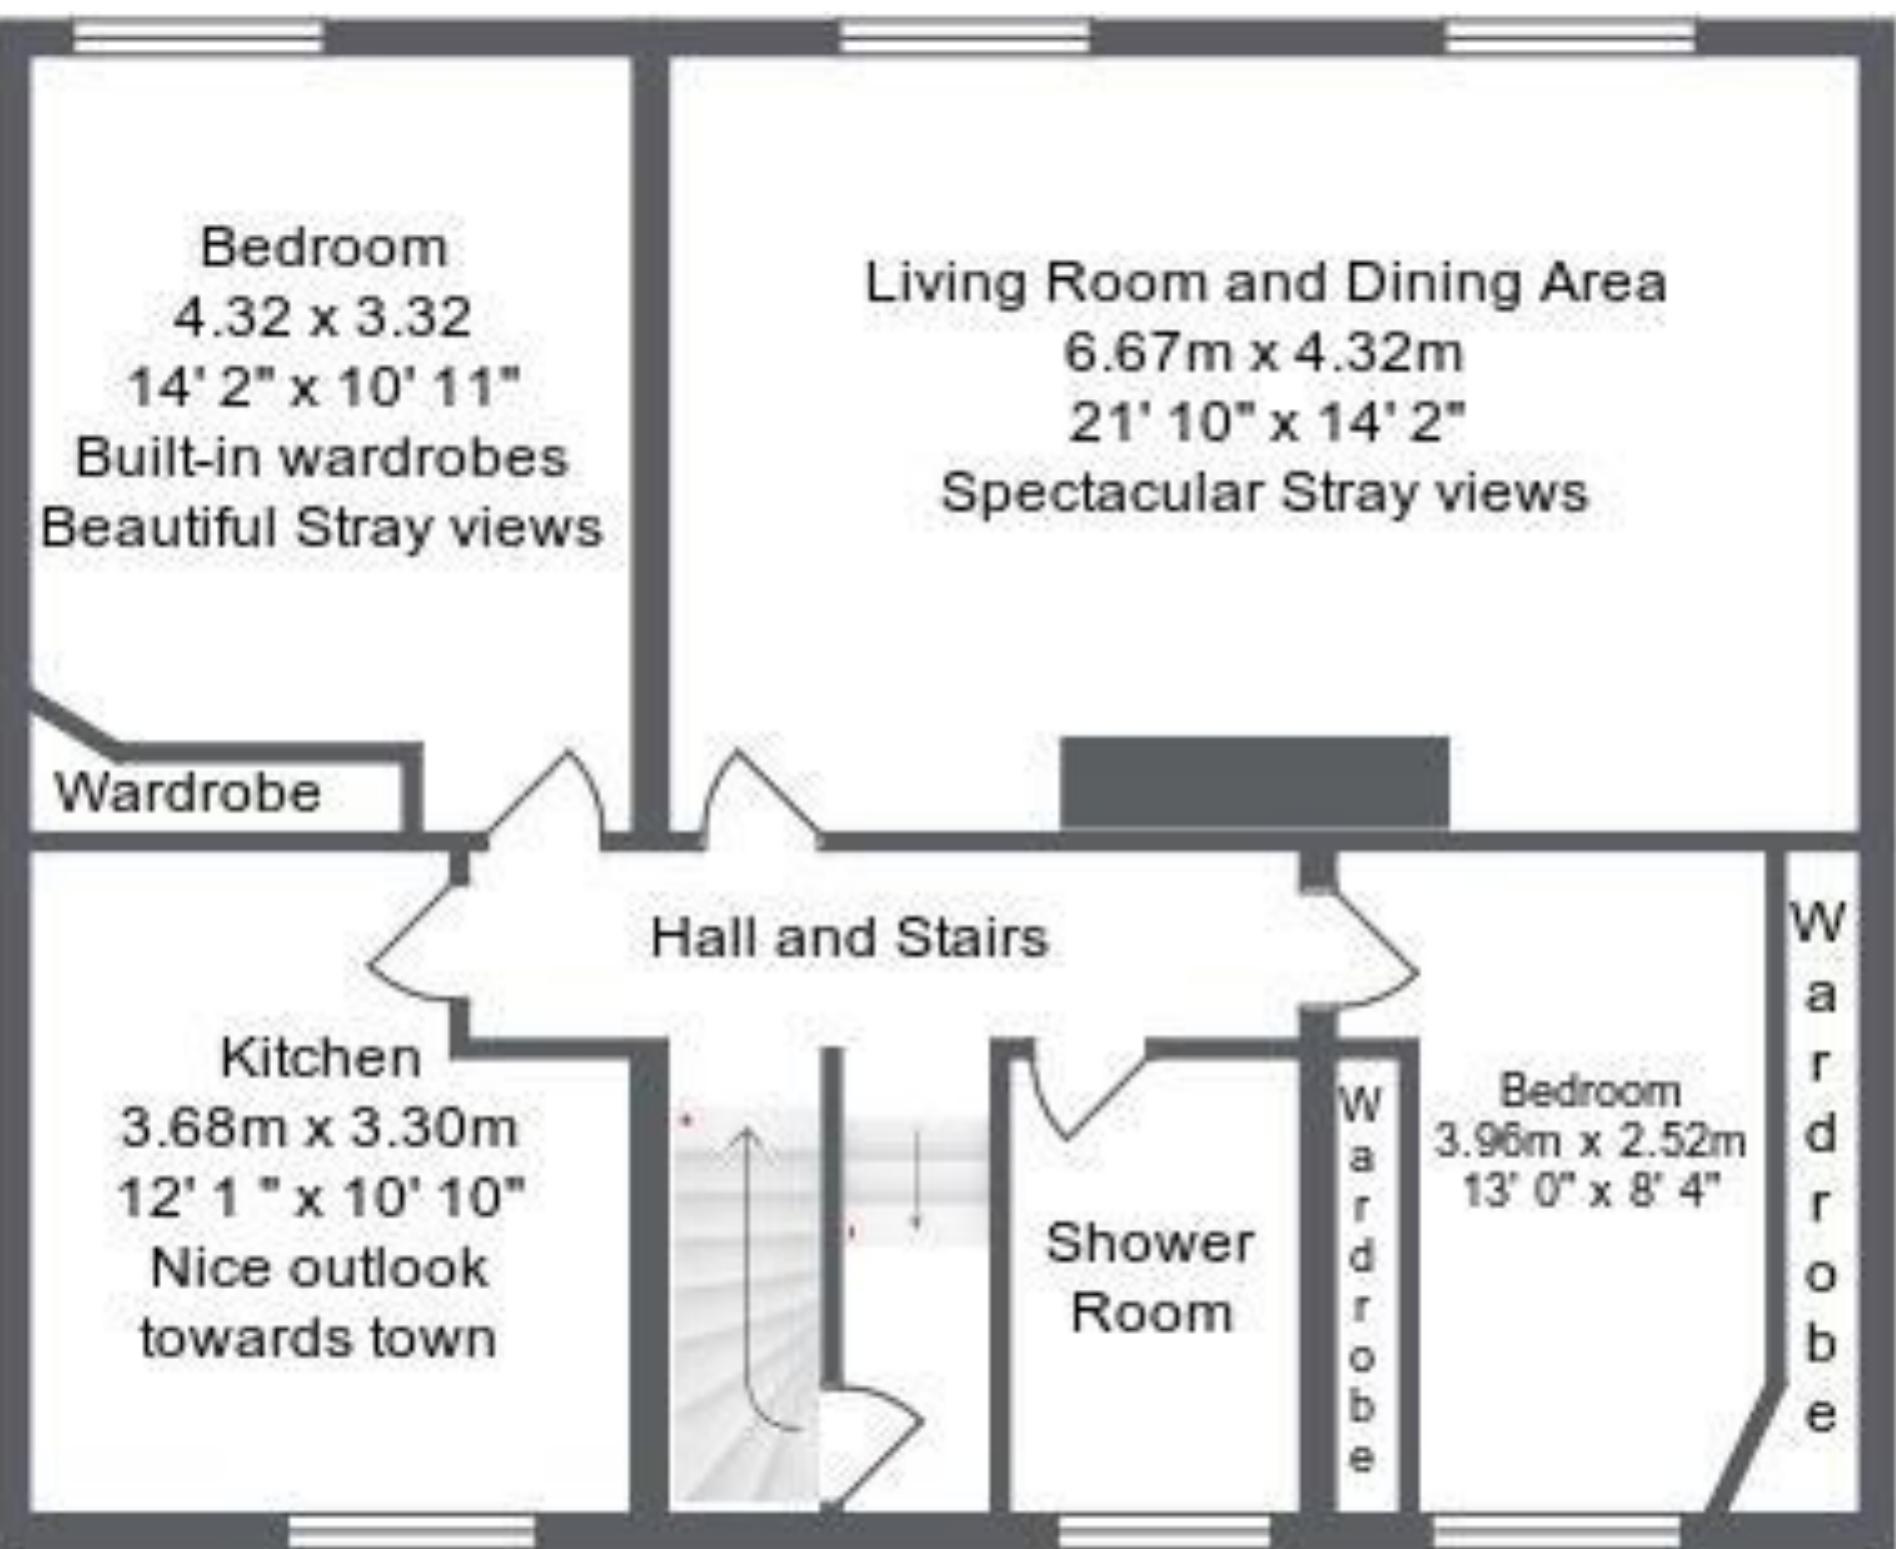 Bedroom
4.32 x 3.32
14' 2" x 10' 11"
Built-in wardrobes
Beautiful Stray views
Living Room and Dining Area
6.67m x 4.32m
21' 10" x 14' 2"
Spectacular Stray views
Wardrobe
Hall and Stairs
Kitchen
3.68m x 3.30m
12' 1 " x 10' 10"
Nice outlook
towards town
Shower
Room
Wardrobe
Bedroom
3.96m x 2.52m
13' 0" x 8' 4"
Wardrobe